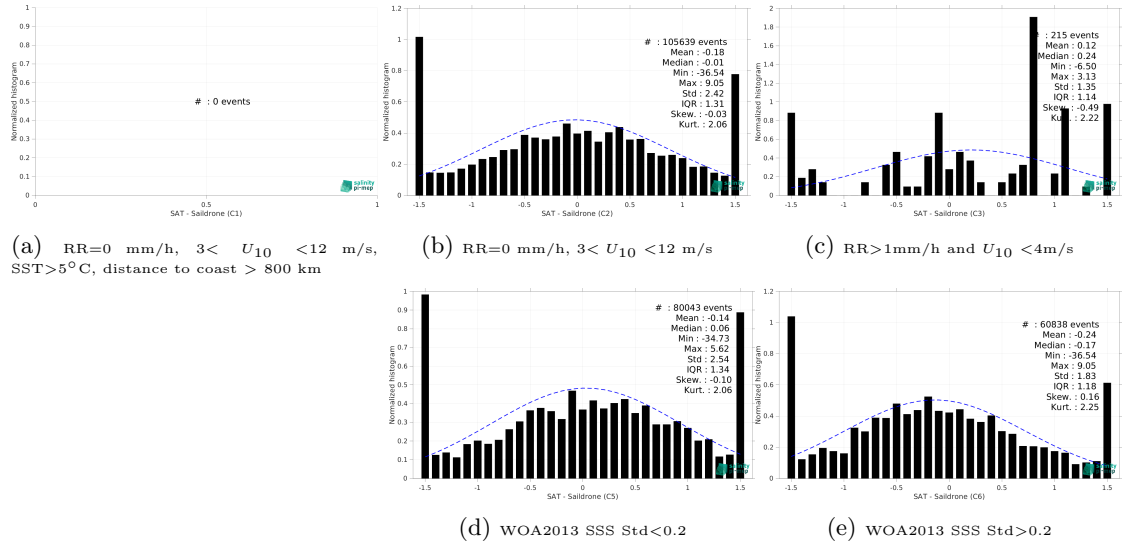 1
0.9
0.8
0.7
0.6
0.5
0.4
0.3
0.2
0.1
0
Normalized histogram
# : 0 events
salinity
pi-mep
0 0.5 1
SAT - Saildrone (C1)
(a) RR=0 mm/h, 3< U10 <12 m/s,
SST>5°C, distance to coast > 800 km
1.2
1
0.8
0.6
0.4
0.2
0
Normalized histogram
# : 105639 events
Mean : -0.18
Median : -0.01
Min : -36.54
Max : 9.05
Std : 2.42
IQR : 1.31
Skew. : -0.03
Kurt. : 2.06
salinity
pi-mep
-1.5 -1 -0.5 0 0.5 1 1.5
SAT - Saildrone (C2)
(b) RR=0 mm/h, 3< U10 <12 m/s
2
1.8
1.6
1.4
1.2
1
0.8
0.6
0.4
0.2
0
Normalized histogram
# : 215 events
Mean : 0.12
Median : 0.24
Min : -6.50
Max : 3.13
Std : 1.35
IQR : 1.14
Skew. : -0.49
Kurt. : 2.22
salinity
pi-mep
-1.5 -1 -0.5 0 0.5 1 1.5
SAT - Saildrone (C3)
(c) RR>1mm/h and U10 <4m/s
1
0.9
0.8
0.7
0.6
0.5
0.4
0.3
0.2
0.1
0
Normalized histogram
# : 80043 events
Mean : -0.14
Median : 0.06
Min : -34.73
Max : 5.62
Std : 2.54
IQR : 1.34
Skew. : -0.10
Kurt. : 2.06
salinity
pi-mep
-1.5 -1 -0.5 0 0.5 1 1.5
SAT - Saildrone (C5)
(d) WOA2013 SSS Std<0.2
1.2
1
0.8
0.6
0.4
0.2
0
Normalized histogram
# : 60838 events
Mean : -0.24
Median : -0.17
Min : -36.54
Max : 9.05
Std : 1.83
IQR : 1.18
Skew. : 0.16
Kurt. : 2.25
salinity
pi-mep
-1.5 -1 -0.5 0 0.5 1 1.5
SAT - Saildrone (C6)
(e) WOA2013 SSS Std>0.2